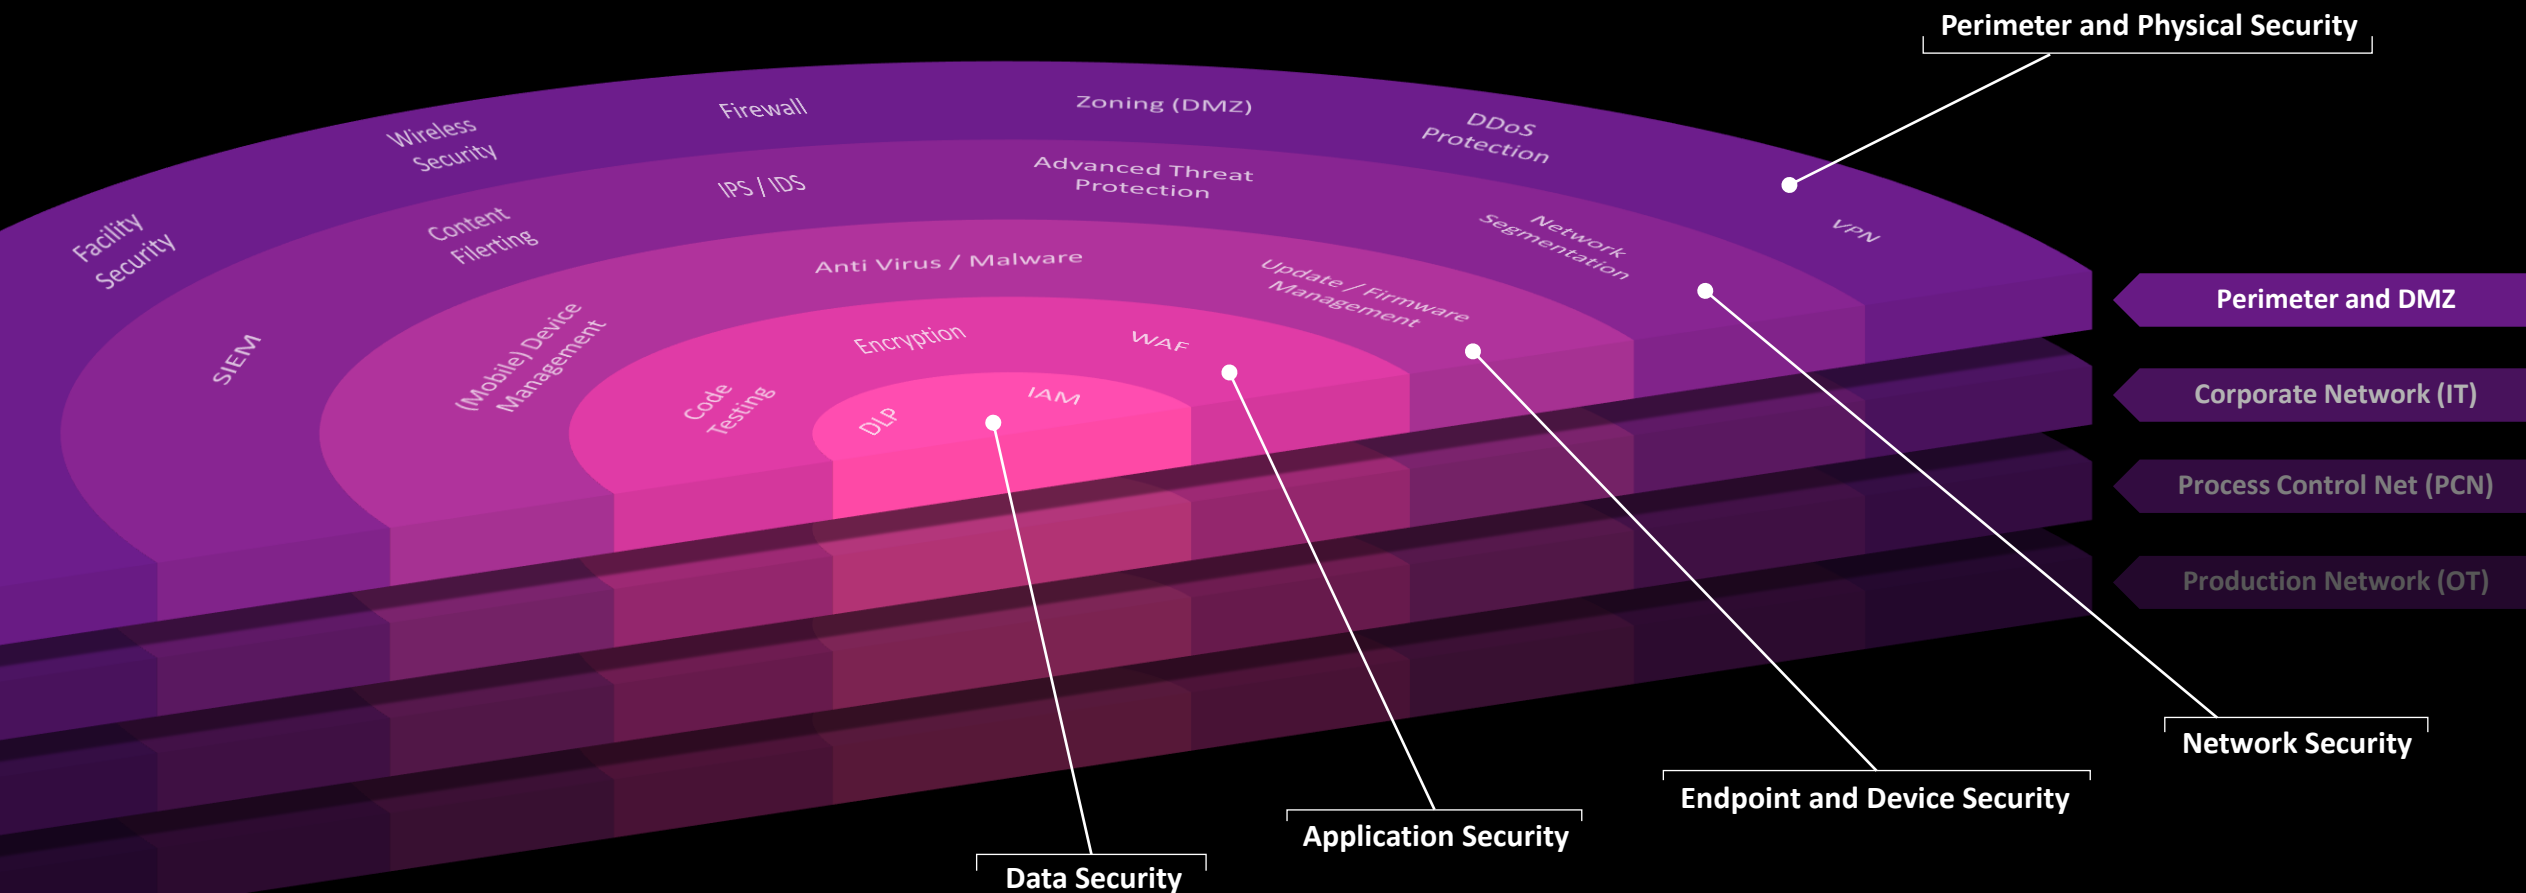 Perimeter and Physical Security
Wireless
Security
Firewall
Zoning (DMZ)
DDoS
Protection
VPN
Facility
Security
Content
Filerting
IPS / IDS
Advanced Threat
Protection
Network
Segmentation
SIEM
(Mobile) Device
Management
Anti Virus / Malware
Update / Firmware
Management
Code
Testing
Encryption
WAF
DLP
IAM
Perimeter and DMZ
Corporate Network (IT)
Process Control Net (PCN)
Production Network (OT)
Network Security
Endpoint and Device Security
Application Security
Data Security